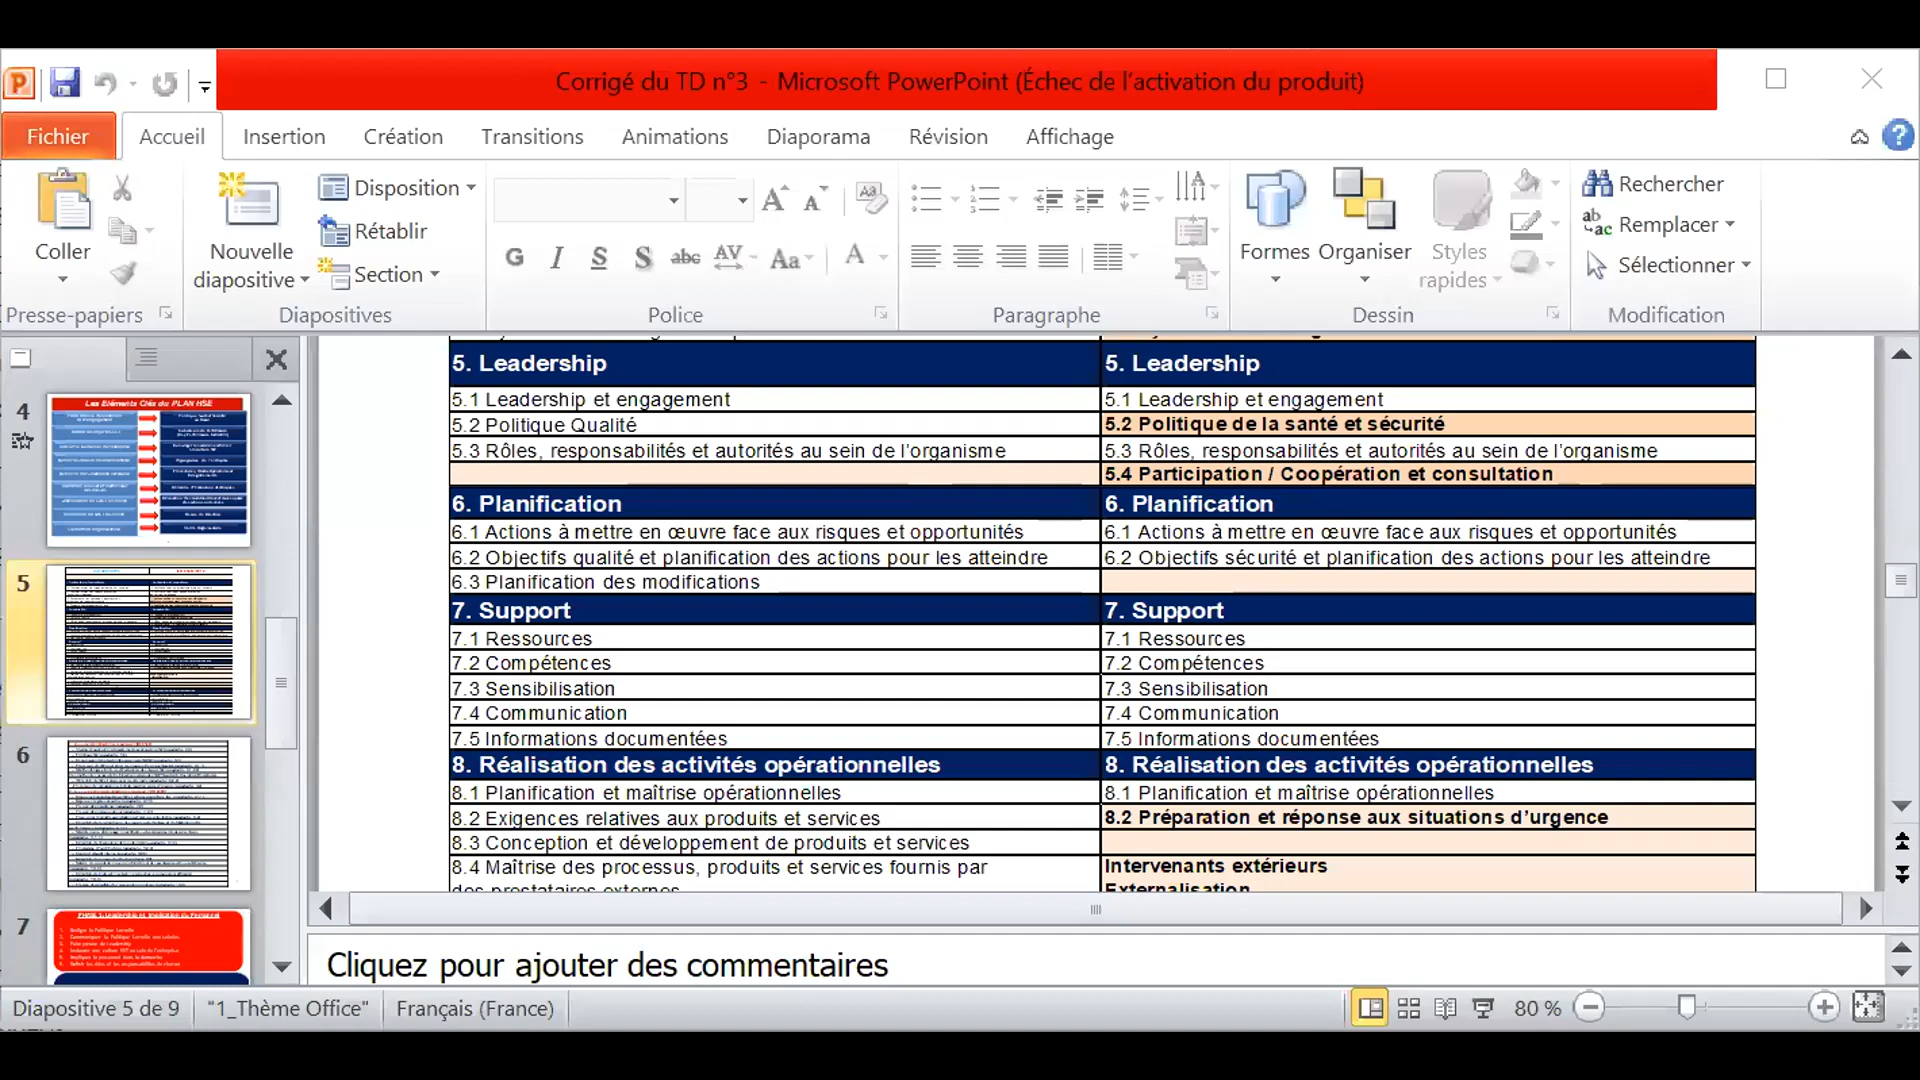 Corrigé du TD n°3 - Microsoft PowerPoint (Échec de l'activation du produit)
Fichier Accueil Insertion Création Transitions Animations Diaporama Révision Affichage
Coller
Presse-papiers
Nouvelle diapositive
Disposition
Rétablir
Section
Diapositives
G I S S abc AV Aa A
Police
Paragraphe
Formes
Organiser
Styles rapides
Dessin
Rechercher
Remplacer
Sélectionner
Modification
4
Les Eléments Clés du PLAN HSE
5
6
7
5. Leadership
5. Leadership
5.1 Leadership et engagement
5.1 Leadership et engagement
5.2 Politique Qualité
5.2 Politique de la santé et sécurité
5.3 Rôles, responsabilités et autorités au sein de l'organisme
5.3 Rôles, responsabilités et autorités au sein de l'organisme
5.4 Participation / Coopération et consultation
6. Planification
6. Planification
6.1 Actions à mettre en œuvre face aux risques et opportunités
6.1 Actions à mettre en œuvre face aux risques et opportunités
6.2 Objectifs qualité et planification des actions pour les atteindre
6.2 Objectifs sécurité et planification des actions pour les atteindre
6.3 Planification des modifications
7. Support
7. Support
7.1 Ressources
7.1 Ressources
7.2 Compétences
7.2 Compétences
7.3 Sensibilisation
7.3 Sensibilisation
7.4 Communication
7.4 Communication
7.5 Informations documentées
7.5 Informations documentées
8. Réalisation des activités opérationnelles
8. Réalisation des activités opérationnelles
8.1 Planification et maîtrise opérationnelles
8.1 Planification et maîtrise opérationnelles
8.2 Exigences relatives aux produits et services
8.2 Préparation et réponse aux situations d'urgence
8.3 Conception et développement de produits et services
8.4 Maîtrise des processus, produits et services fournis par
des prestataires externes
Intervenants extérieurs
Externalisation
Cliquez pour ajouter des commentaires
Diapositive 5 de 9
"1_Thème Office"
Français (France)
80 %